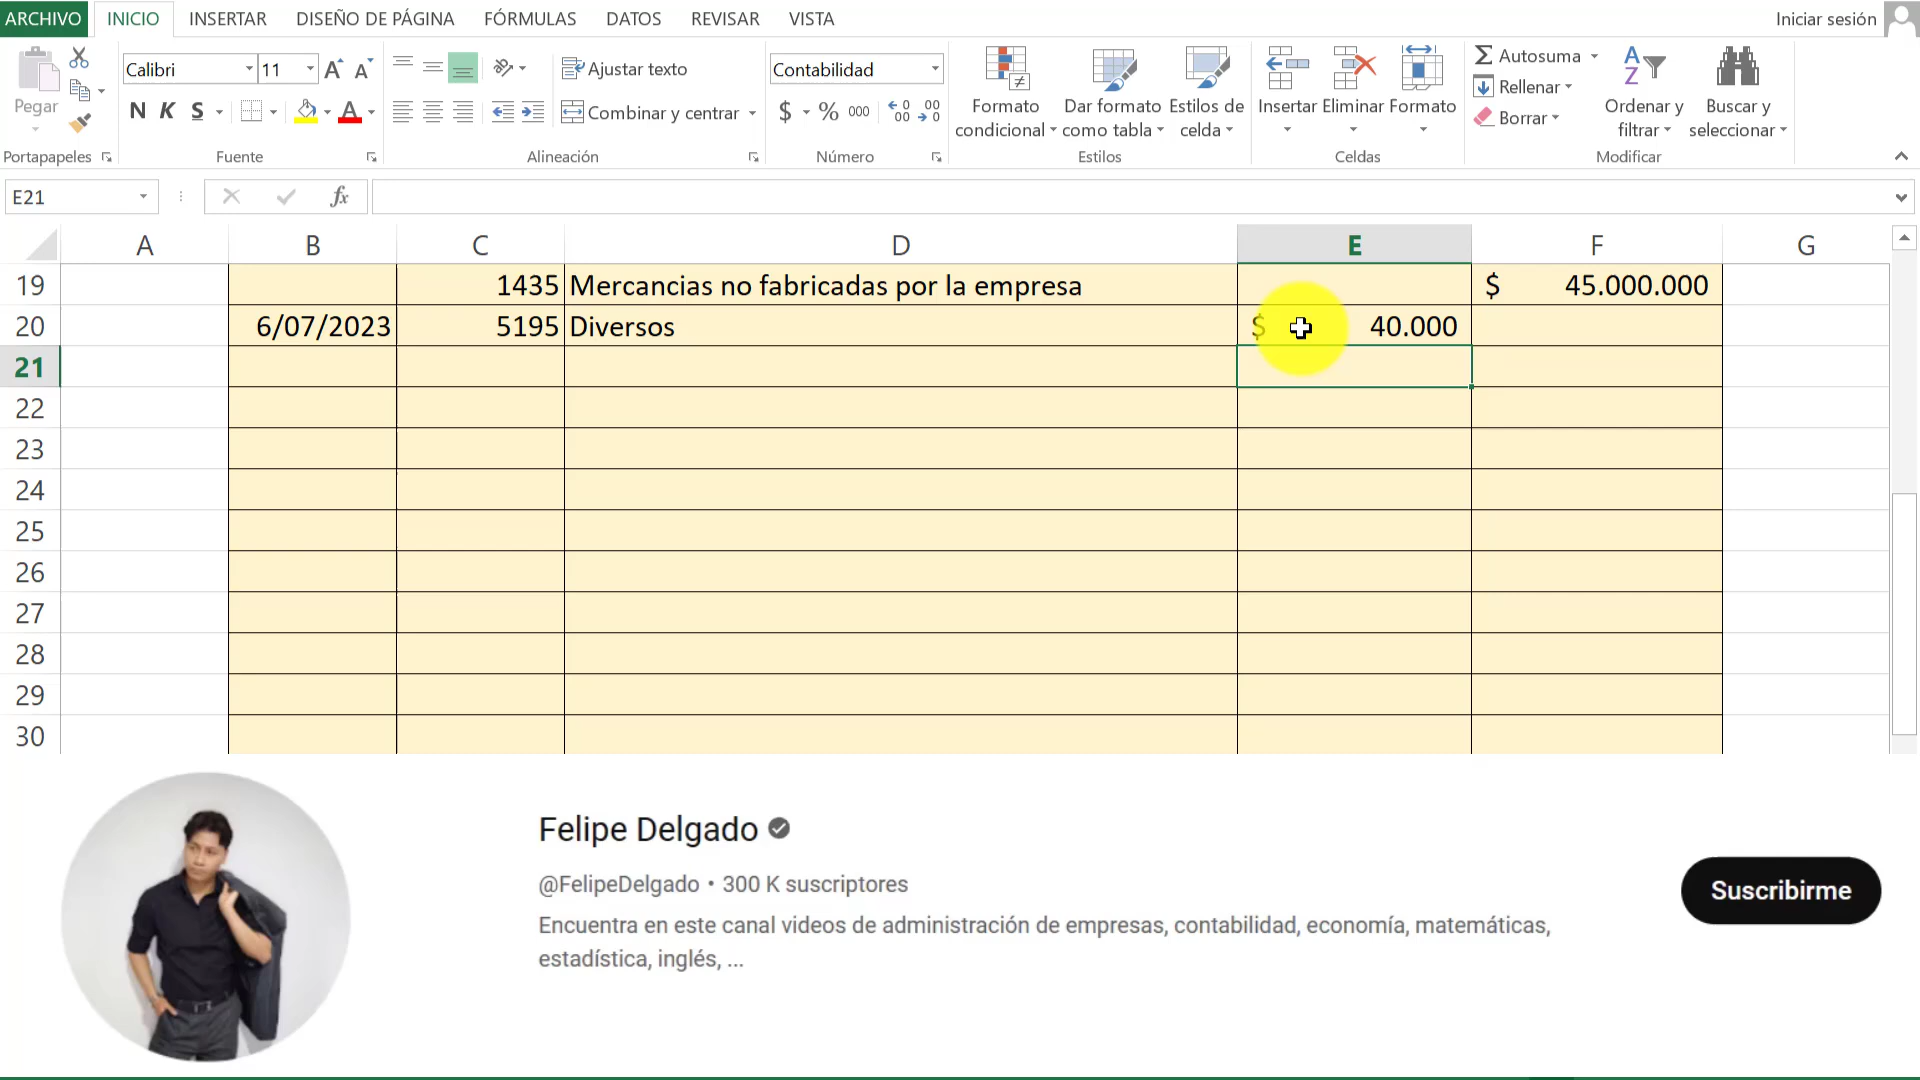 ARCHIVO INICIO INSERTAR DISEÑO DE PÁGINA FÓRMULAS DATOS REVISAR VISTA Iniciar sesión
Calibri 11 A A Ajustar texto Contabilidad Σ Autosuma
Pegar Formato Dar formato Estilos de Insertar Eliminar Formato Rellenar Ordenar y Buscar y
N K S A Combinar y centrar $ % 000 condicional como tabla celda Borrar filtrar seleccionar
Portapapeles Fuente Alineación Número Estilos Celdas Modificar
E21 fx
A B C D E F G
19 1435 Mercancias no fabricadas por la empresa $ 45.000.000
20 6/07/2023 5195 Diversos $ 40.000
21
22
23
24
25
26
27
28
29
30
Felipe Delgado
@FelipeDelgado • 300 K suscriptores
Suscribirme
Encuentra en este canal videos de administración de empresas, contabilidad, economía, matemáticas,
estadística, inglés, ...